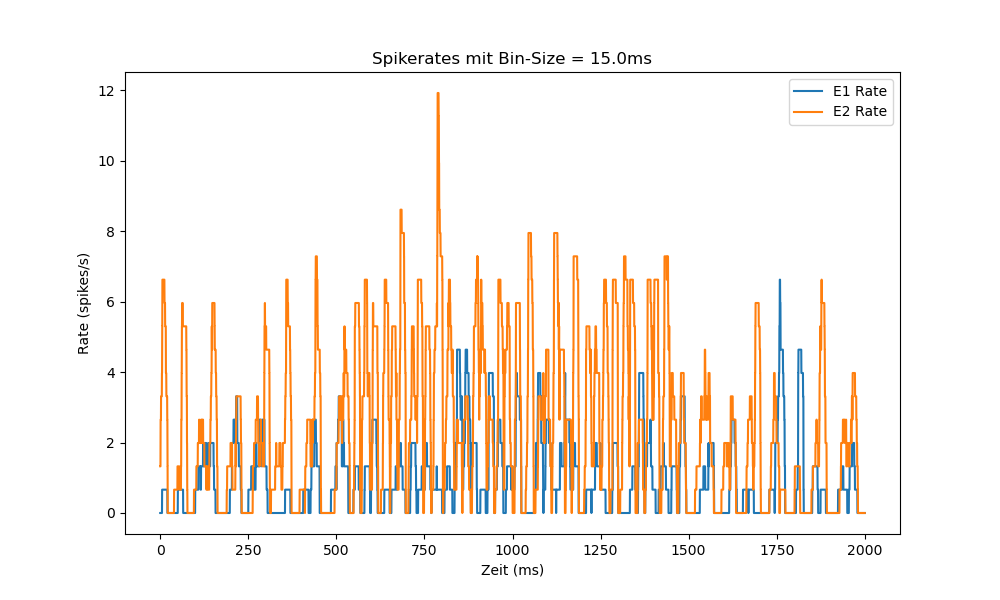 Spikerates mit Bin-Size = 15.0ms
E1 Rate
E2 Rate
12
10
8
6
4
2
0
Rate (spikes/s)
0 250 500 750 1000 1250 1500 1750 2000
Zeit (ms)